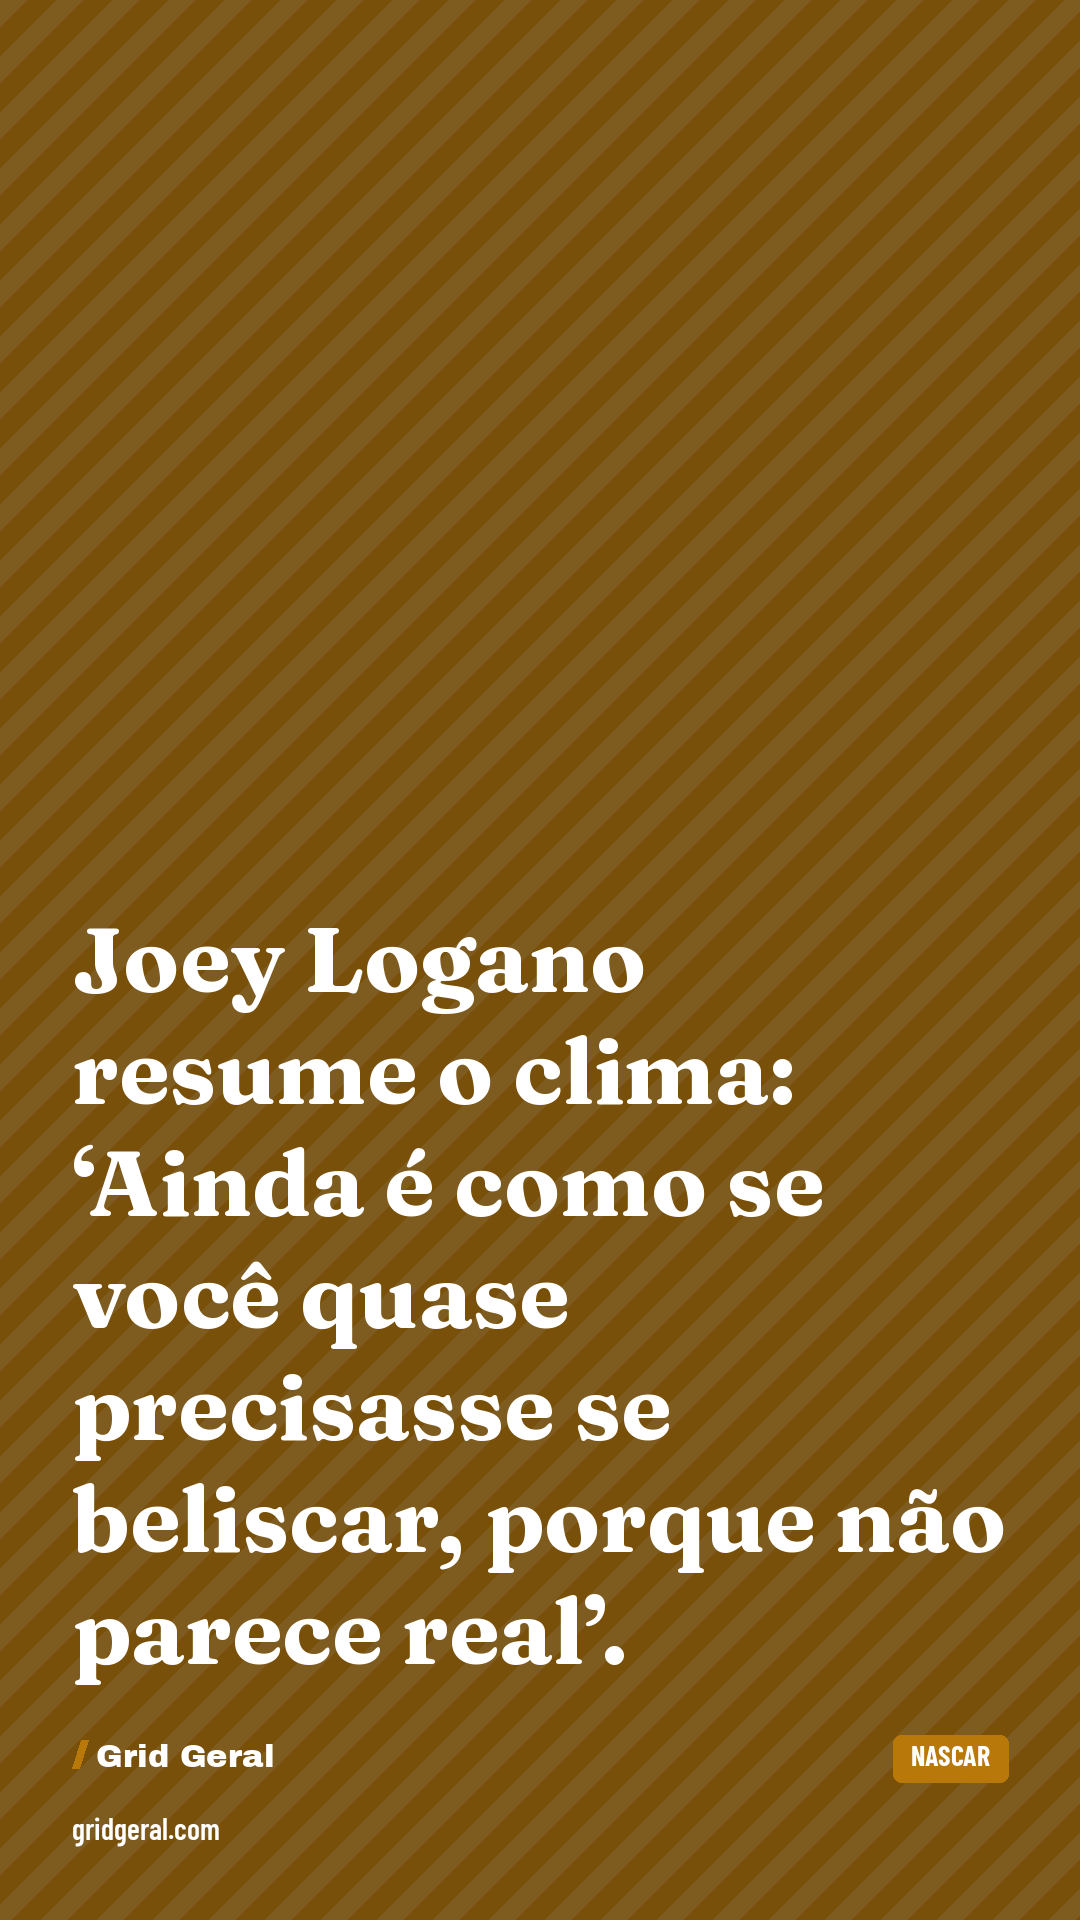 Joey Logano
resume o clima:
‘Ainda é como se
você quase
precisasse se
beliscar, porque não
parece real’.
/ Grid Geral
NASCAR
gridgeral.com